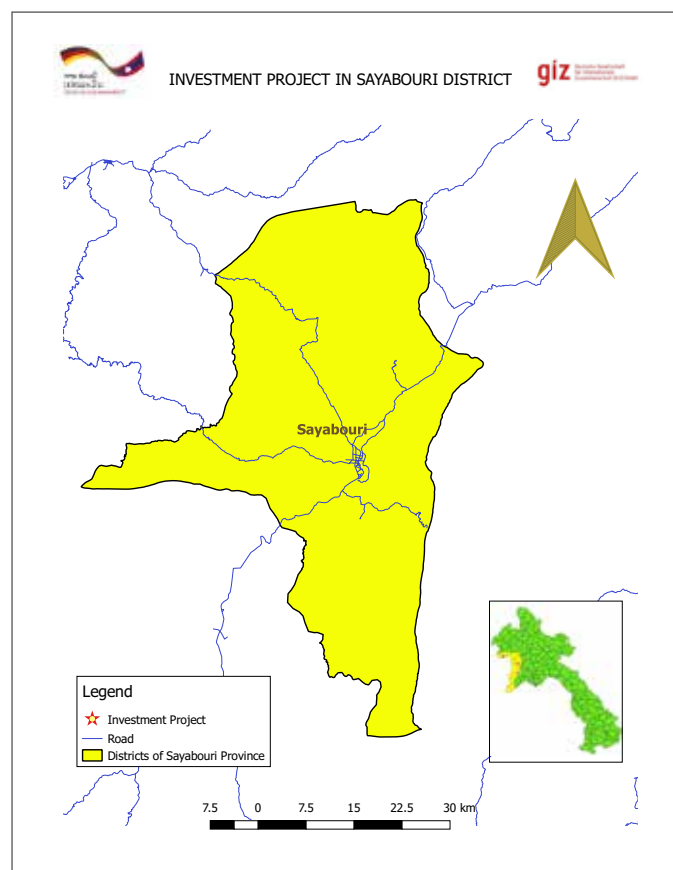 INVESTMENT PROJECT IN SAYABOURI DISTRICT
giz
Sayabouri
Legend
Investment Project
Road
Districts of Sayabouri Province
7.5 0 7.5 15 22.5 30 km